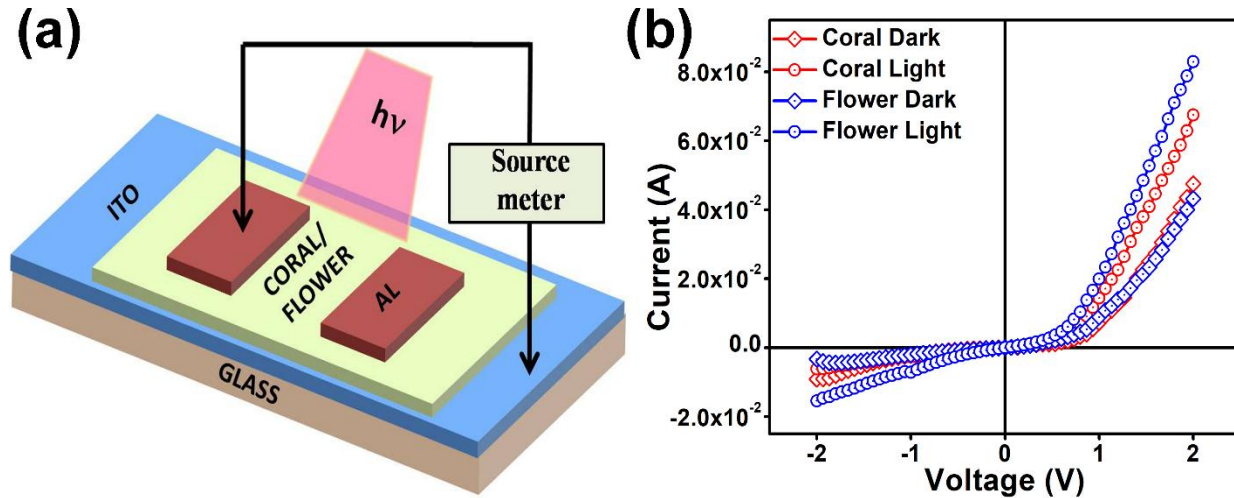 (a)
hν
Source
meter
ITO
CORAL/
FLOWER
AL
GLASS
(b)
Coral Dark
Coral Light
Flower Dark
Flower Light
8.0x10⁻²
6.0x10⁻²
4.0x10⁻²
2.0x10⁻²
0.0
-2.0x10⁻²
Current (A)
-2 -1 0 1 2
Voltage (V)